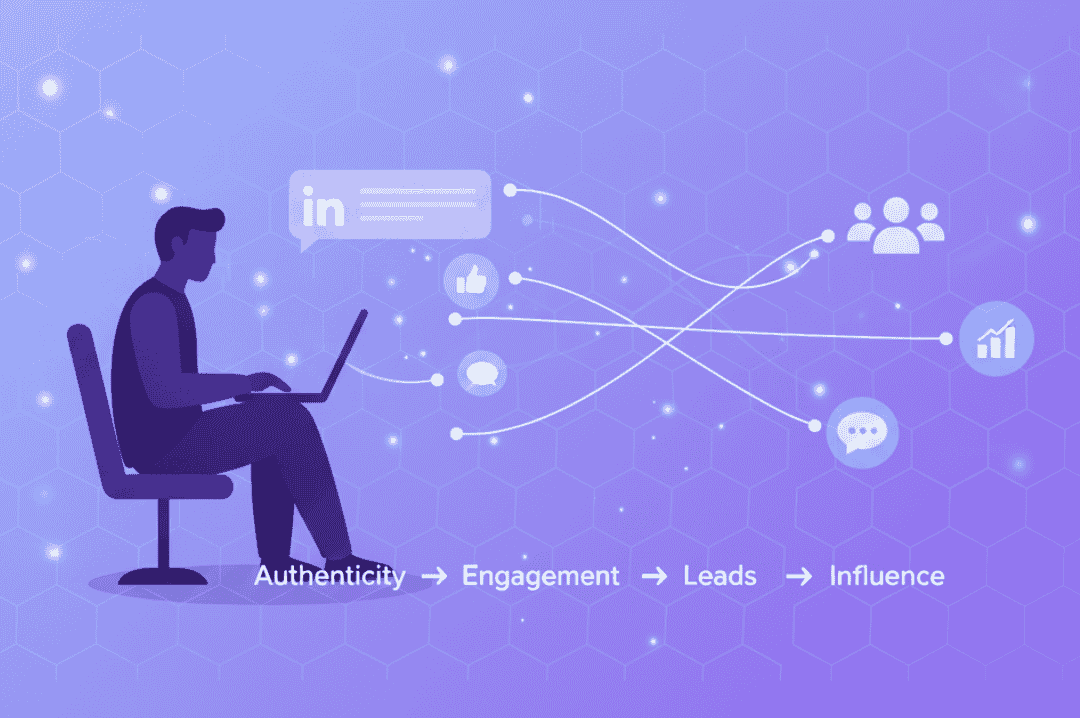 in
Authenticity → Engagement → Leads → Influence